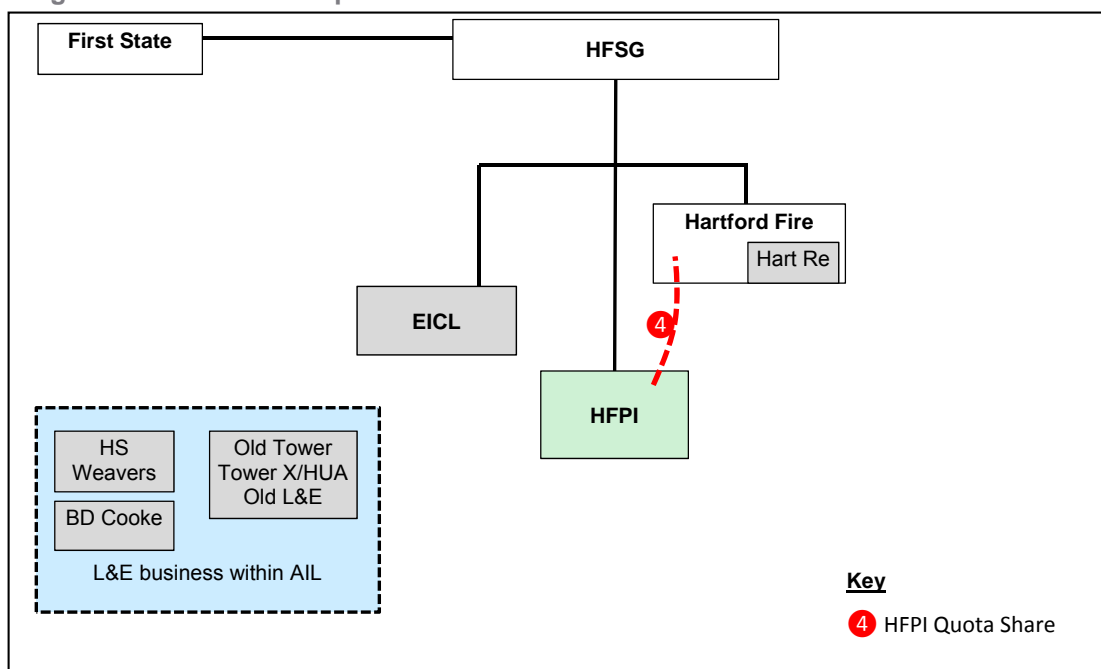 First State
HFSG
Hartford Fire
Hart Re
EICL
4
HFPI
HS
Weavers
Old Tower
Tower X/HUA
Old L&E
BD Cooke
L&E business within AIL
Key
4 HFPI Quota Share